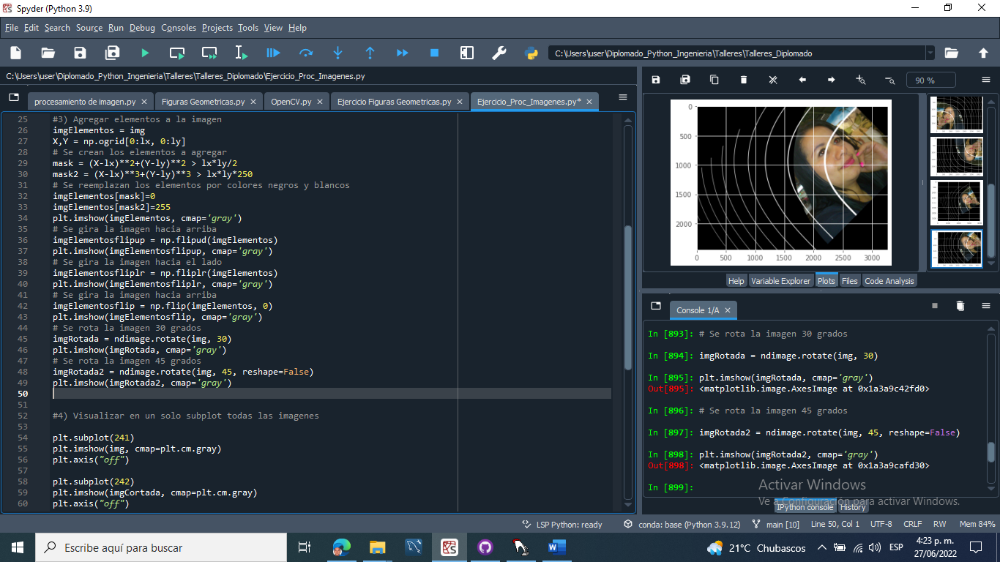 Spyder (Python 3.9)
File Edit Search Source Run Debug Consoles Projects Tools View Help
C:\Users\user\Diplomado_Python_Ingenieria\Talleres\Talleres_Diplomado
C:\Users\user\Diplomado_Python_Ingenieria\Talleres\Talleres_Diplomado\Ejercicio_Proc_Imagenes.py
procesamiento de imagen.py Figuras Geometricas.py OpenCV.py Ejercicio Figuras Geometricas.py Ejercicio_Proc_Imagenes.py*
25 #3) Agregar elementos a la imagen
26 imgElementos = img
27 X,Y = np.ogrid[0:lx, 0:ly]
28 # Se crean los elementos a agregar
29 mask = (X-lx)**2+(Y-ly)**2 > lx*ly/2
30 mask2 = (X-lx)**3+(Y-ly)**3 > lx*ly*250
31 # Se reemplazan los elementos por colores negros y blancos
32 imgElementos[mask]=0
33 imgElementos[mask2]=255
34 plt.imshow(imgElementos, cmap='gray')
35 # Se gira la imagen hacia arriba
36 imgElementosflipup = np.flipud(imgElementos)
37 plt.imshow(imgElementosflipup, cmap='gray')
38 # Se gira la imagen hacia el lado
39 imgElementosfliplr = np.fliplr(imgElementos)
40 plt.imshow(imgElementosfliplr, cmap='gray')
41 # Se gira la imagen hacia arriba
42 imgElementosflip = np.flip(imgElementos, 0)
43 plt.imshow(imgElementosflip, cmap='gray')
44 # Se rota la imagen 30 grados
45 imgRotada = ndimage.rotate(img, 30)
46 plt.imshow(imgRotada, cmap='gray')
47 # Se rota la imagen 45 grados
48 imgRotada2 = ndimage.rotate(img, 45, reshape=False)
49 plt.imshow(imgRotada2, cmap='gray')
50
51
52 #4) Visualizar en un solo subplot todas las imagenes
53
54 plt.subplot(241)
55 plt.imshow(img, cmap=plt.cm.gray)
56 plt.axis("off")
57
58 plt.subplot(242)
59 plt.imshow(imgCortada, cmap=plt.cm.gray)
60 plt.axis("off")
90 %
0
500
1000
1500
2000
0 500 1000 1500 2000 2500 3000
Help Variable Explorer Plots Files Code Analysis
Console 1/A
In [893]: # Se rota la imagen 30 grados
In [894]: imgRotada = ndimage.rotate(img, 30)
In [895]: plt.imshow(imgRotada, cmap='gray')
Out[895]: <matplotlib.image.AxesImage at 0x1a3a9c42fd0>
In [896]: # Se rota la imagen 45 grados
In [897]: imgRotada2 = ndimage.rotate(img, 45, reshape=False)
In [898]: plt.imshow(imgRotada2, cmap='gray')
Out[898]: <matplotlib.image.AxesImage at 0x1a3a9cafd30>
In [899]:
Activar Windows
Ve a Configuración para activar Windows.
IPython console History
LSP Python: ready conda: base (Python 3.9.12) main [10] Line 50, Col 1 UTF-8 CRLF RW Mem 84%
Escribe aquí para buscar
21°C Chubascos
ESP
4:23 p. m.
27/06/2022